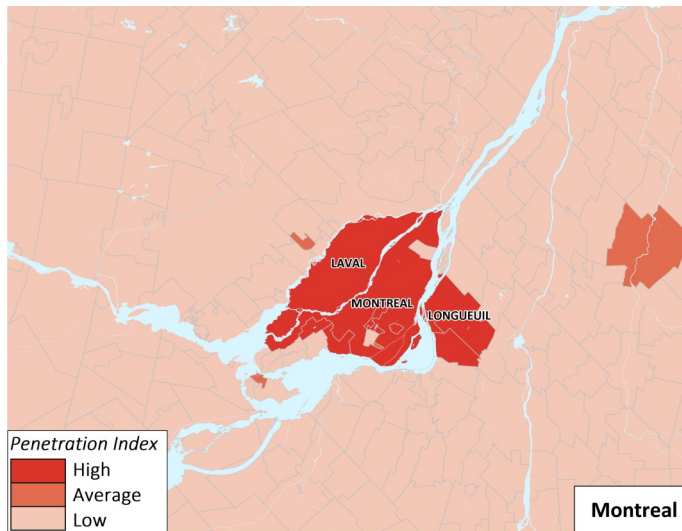 LAVAL
MONTREAL
LONGUEUIL
Penetration Index
High
Average
Low
Montreal